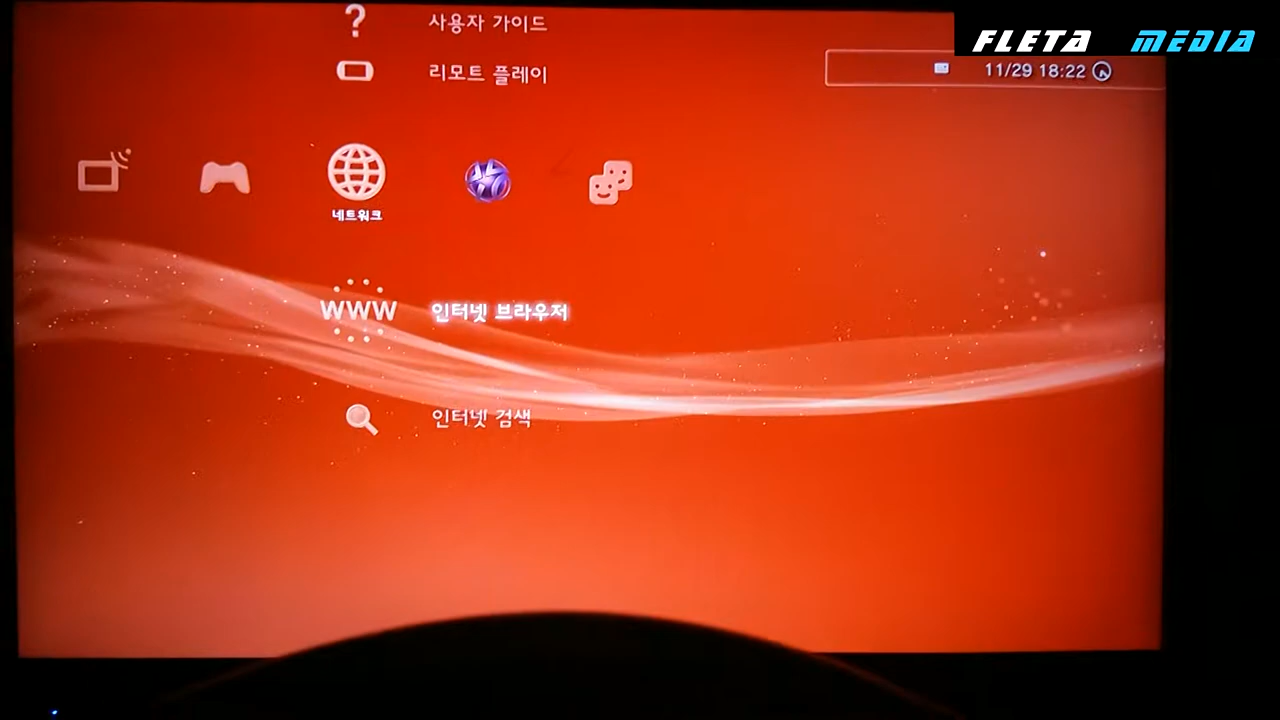 사용자 가이드
FLETA MEDIA
리모트 플레이
11/29 18:22
네트워크
WWW
인터넷 브라우저
인터넷 검색